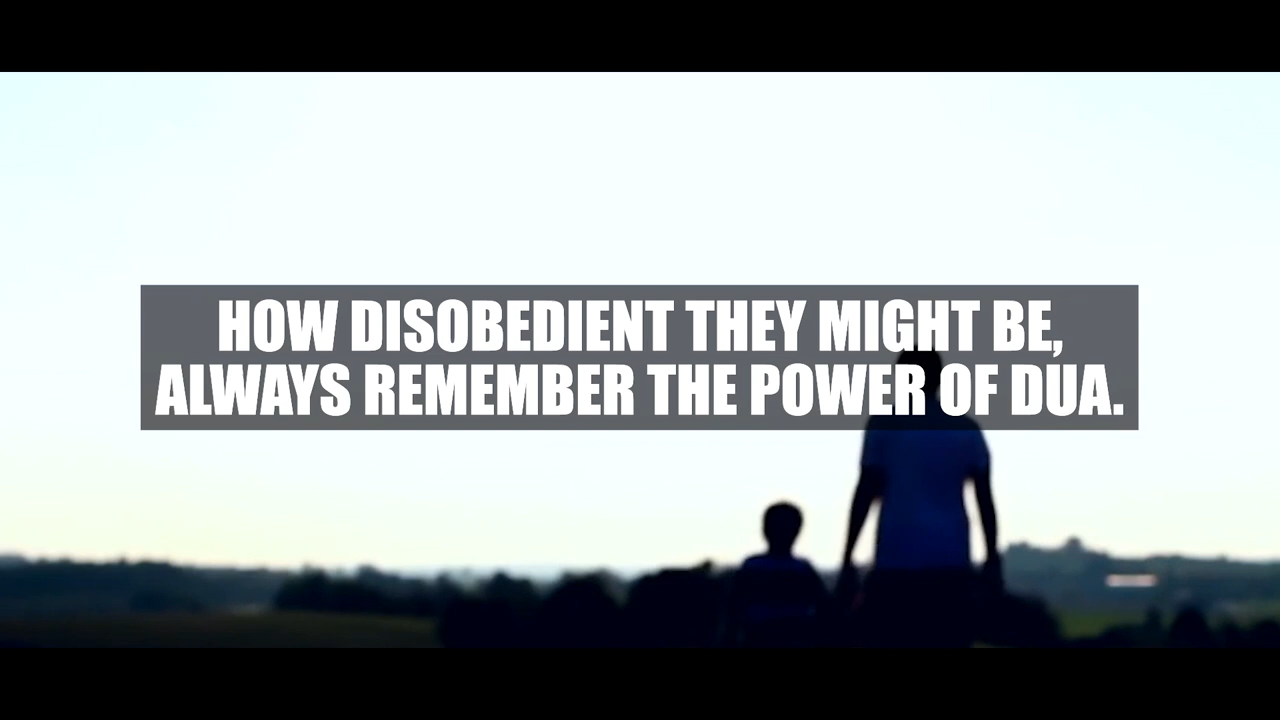 HOW DISOBEDIENT THEY MIGHT BE,
ALWAYS REMEMBER THE POWER OF DUA.